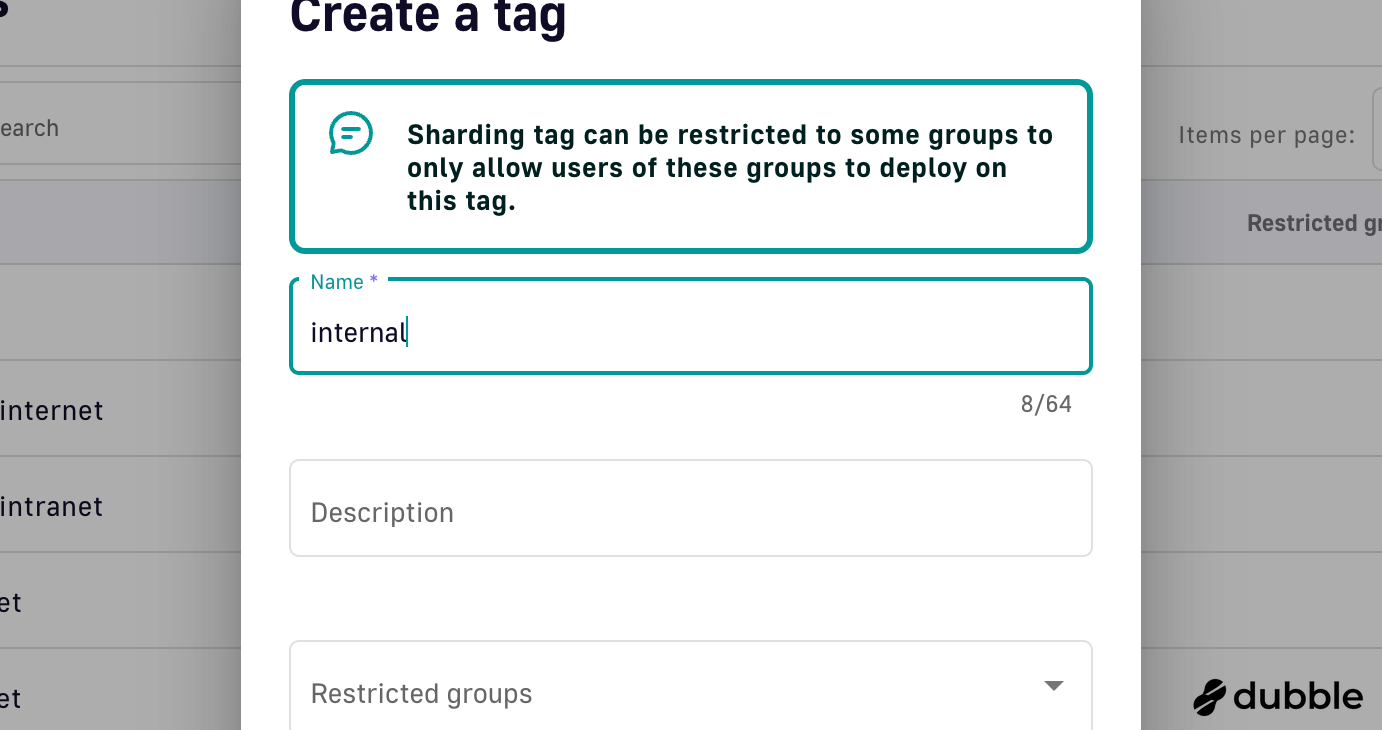 Create a tag
Sharding tag can be restricted to some groups to
only allow users of these groups to deploy on
this tag.
earch
Items per page:
Restricted gr
Name *
internal
8/64
internet
Description
intranet
et
Restricted groups
et
dubble